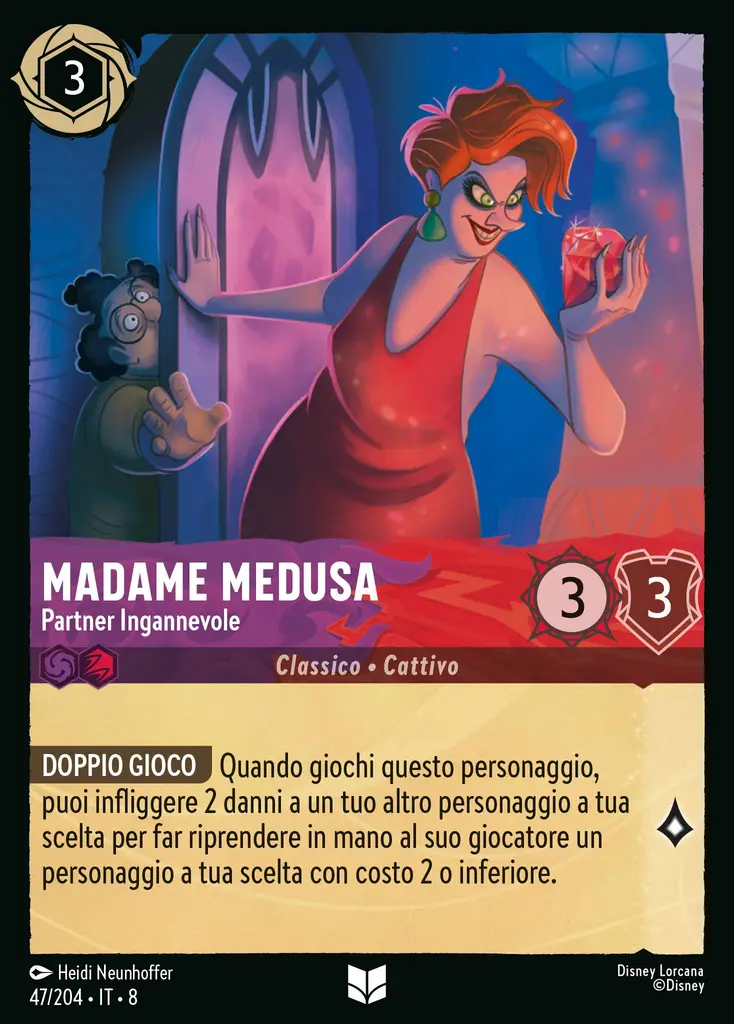 3
MADAME MEDUSA
Partner Ingannevole
3
3
Classico • Cattivo
DOPPIO GIOCO Quando giochi questo personaggio,
puoi infliggere 2 danni a un tuo altro personaggio a tua
scelta per far riprendere in mano al suo giocatore un
personaggio a tua scelta con costo 2 o inferiore.
Heidi Neunhoffer
47/204 • IT • 8
Disney Lorcana
©Disney